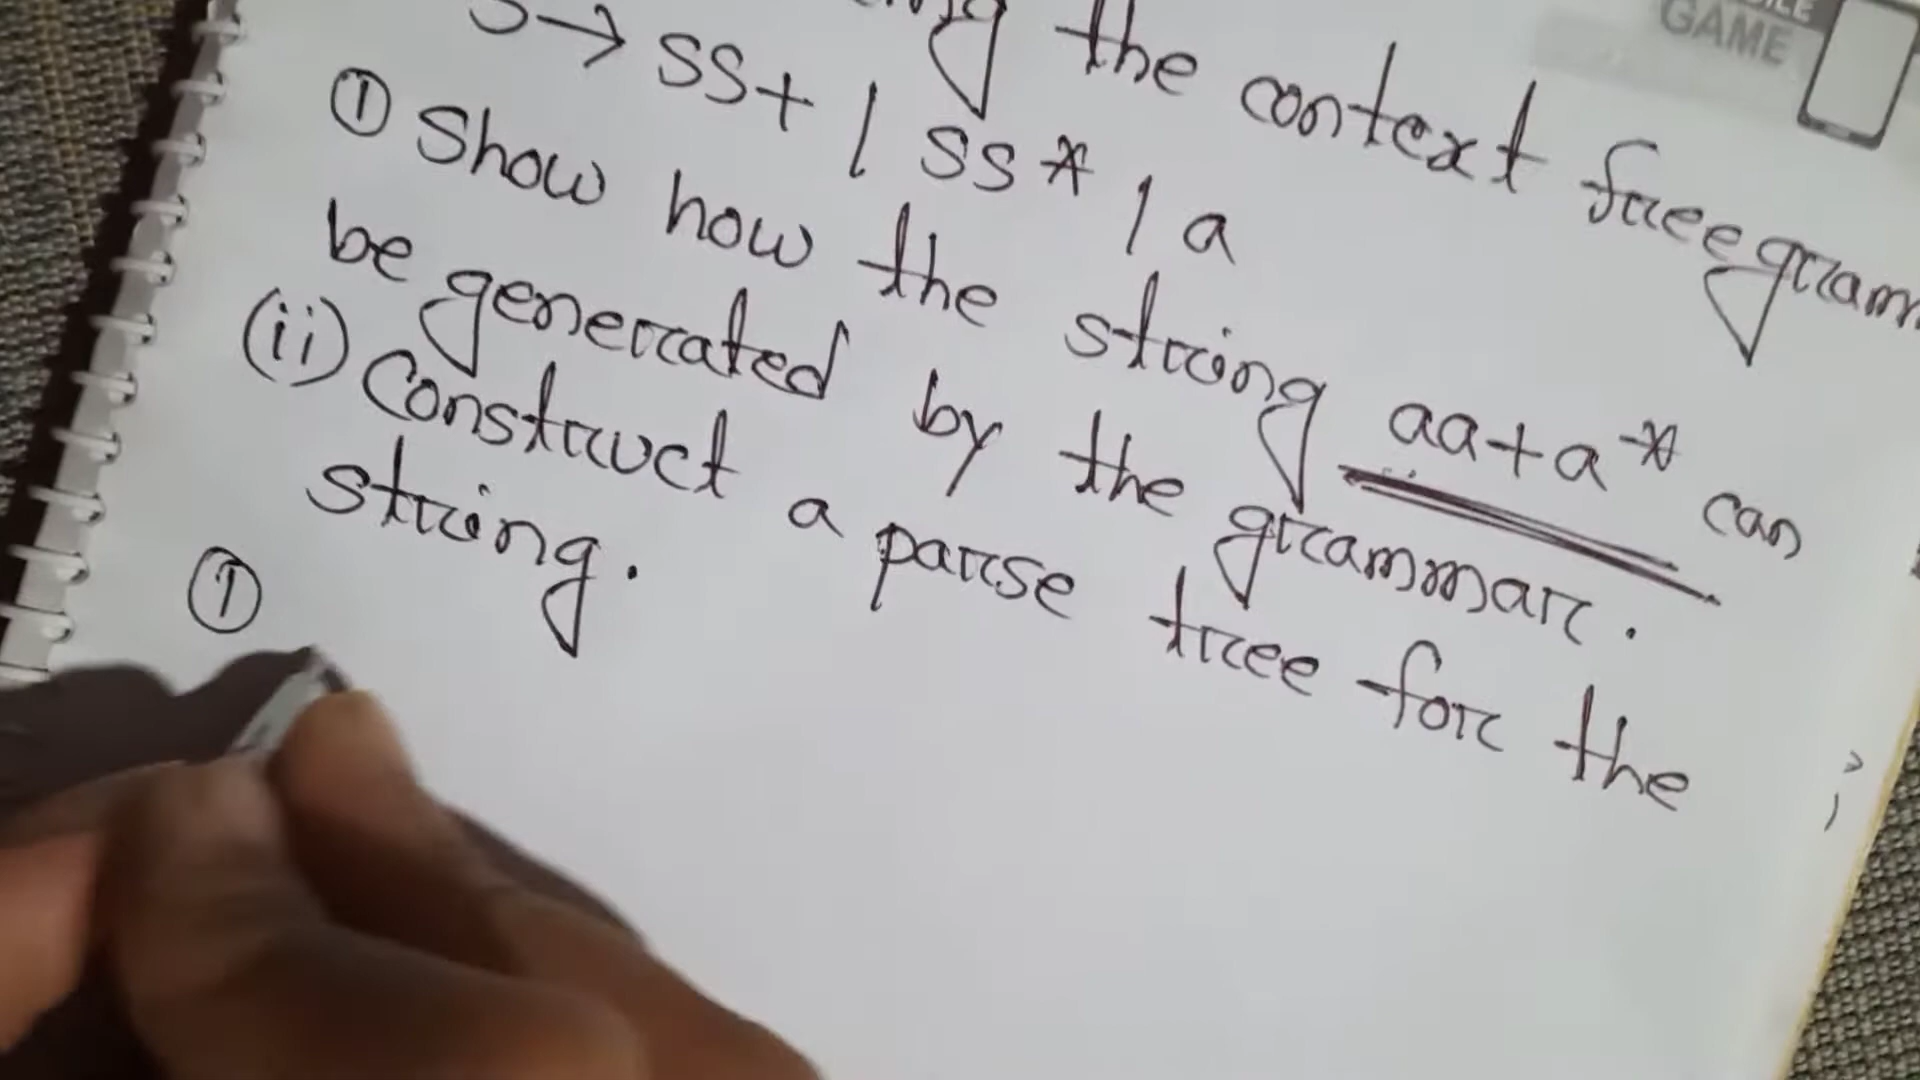 the context free gram
S → SS+ | SS* | a
① Show how the string aa+a* can
be generated by the grammar.
(ii) Construct a parse tree for the
string.
①
GAME